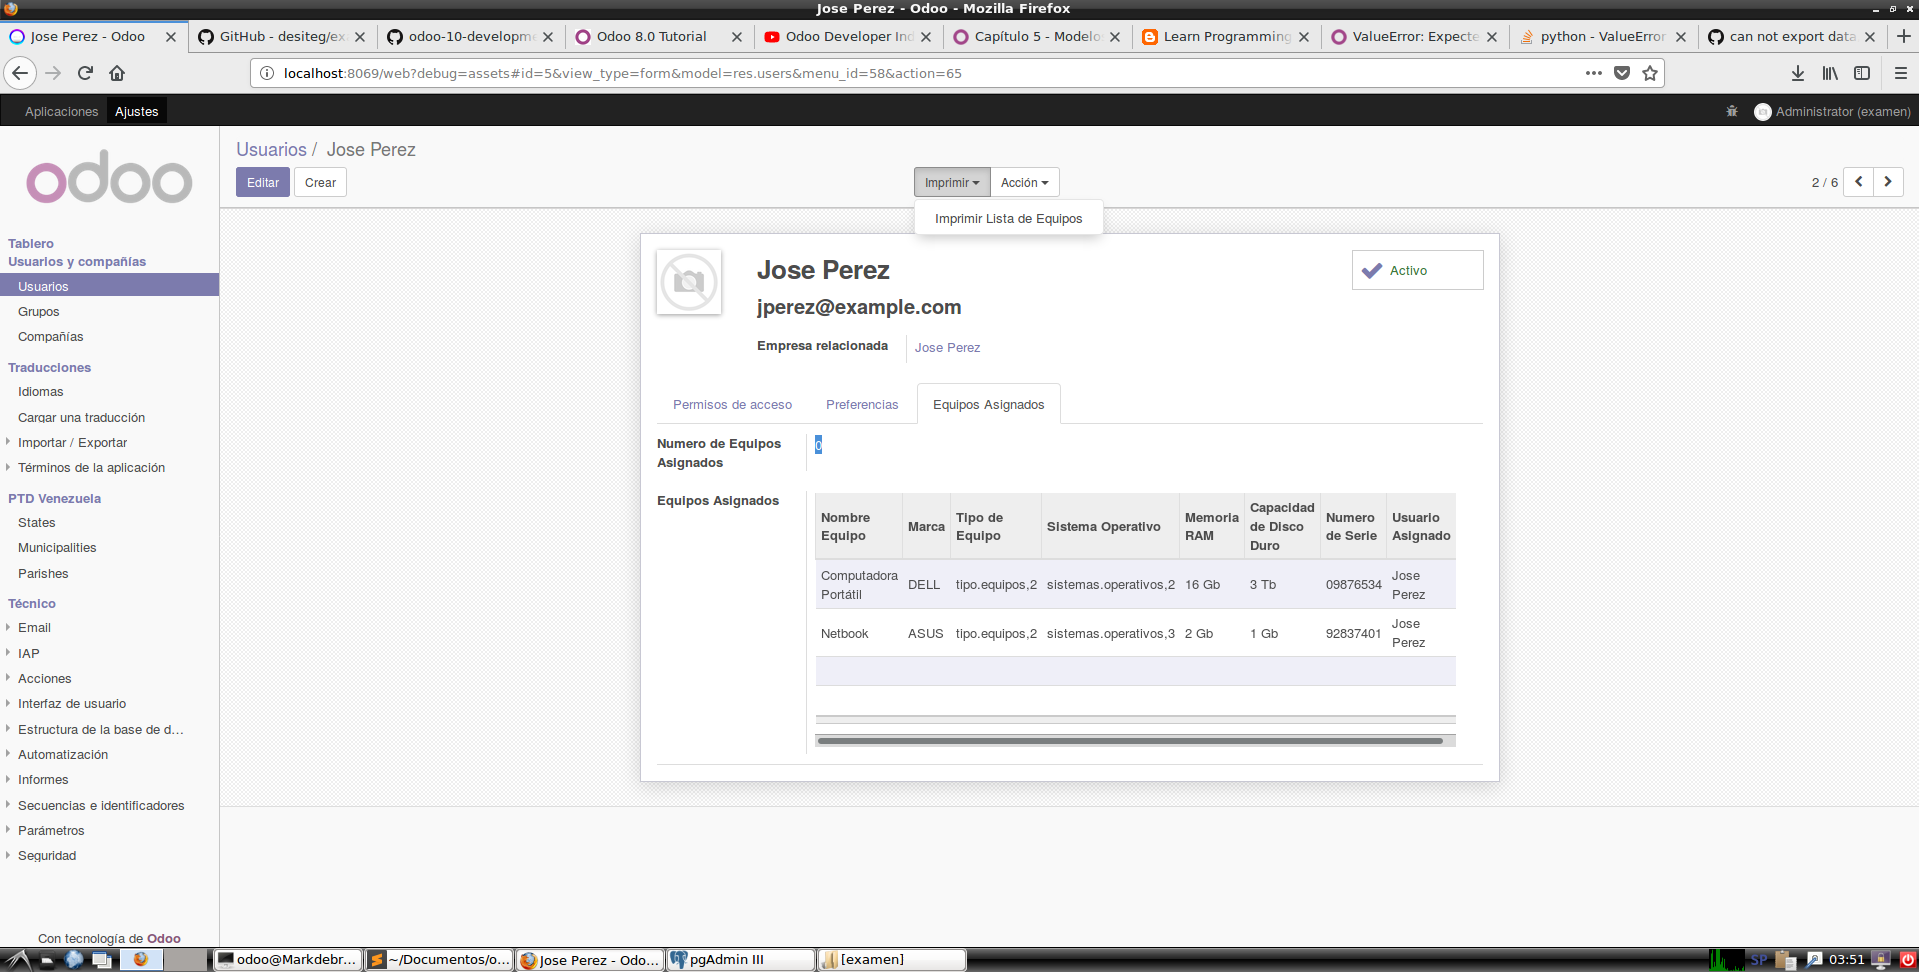 Jose Perez - Odoo - Mozilla Firefox
Jose Perez - Odoo
GitHub - desiteg/ex
odoo-10-developm
Odoo 8.0 Tutorial
Odoo Developer In
Capítulo 5 - Modelo
Learn Programming
ValueError: Expecte
python - ValueError
can not export data
localhost:8069/web?debug=assets#id=5&view_type=form&model=res.users&menu_id=58&action=65
Aplicaciones
Ajustes
Administrator (examen)
odoo
Usuarios / Jose Perez
Editar
Crear
Imprimir
Acción
2 / 6
Imprimir Lista de Equipos
Tablero
Usuarios y compañías
Usuarios
Grupos
Compañías
Traducciones
Idiomas
Cargar una traducción
Importar / Exportar
Términos de la aplicación
PTD Venezuela
States
Municipalities
Parishes
Técnico
Email
IAP
Acciones
Interfaz de usuario
Estructura de la base de d...
Automatización
Informes
Secuencias e identificadores
Parámetros
Seguridad
Con tecnología de Odoo
Jose Perez
jperez@example.com
Activo
Empresa relacionada
Jose Perez
Permisos de acceso
Preferencias
Equipos Asignados
Numero de Equipos
Asignados
0
Equipos Asignados
Nombre Equipo
Marca
Tipo de Equipo
Sistema Operativo
Memoria RAM
Capacidad de Disco Duro
Numero de Serie
Usuario Asignado
Computadora Portátil
DELL
tipo.equipos,2
sistemas.operativos,2
16 Gb
3 Tb
09876534
Jose Perez
Netbook
ASUS
tipo.equipos,2
sistemas.operativos,3
2 Gb
1 Gb
92837401
Jose Perez
odoo@Markdebr...
~/Documentos/o...
Jose Perez - Odo...
pgAdmin III
[examen]
SP
03:51